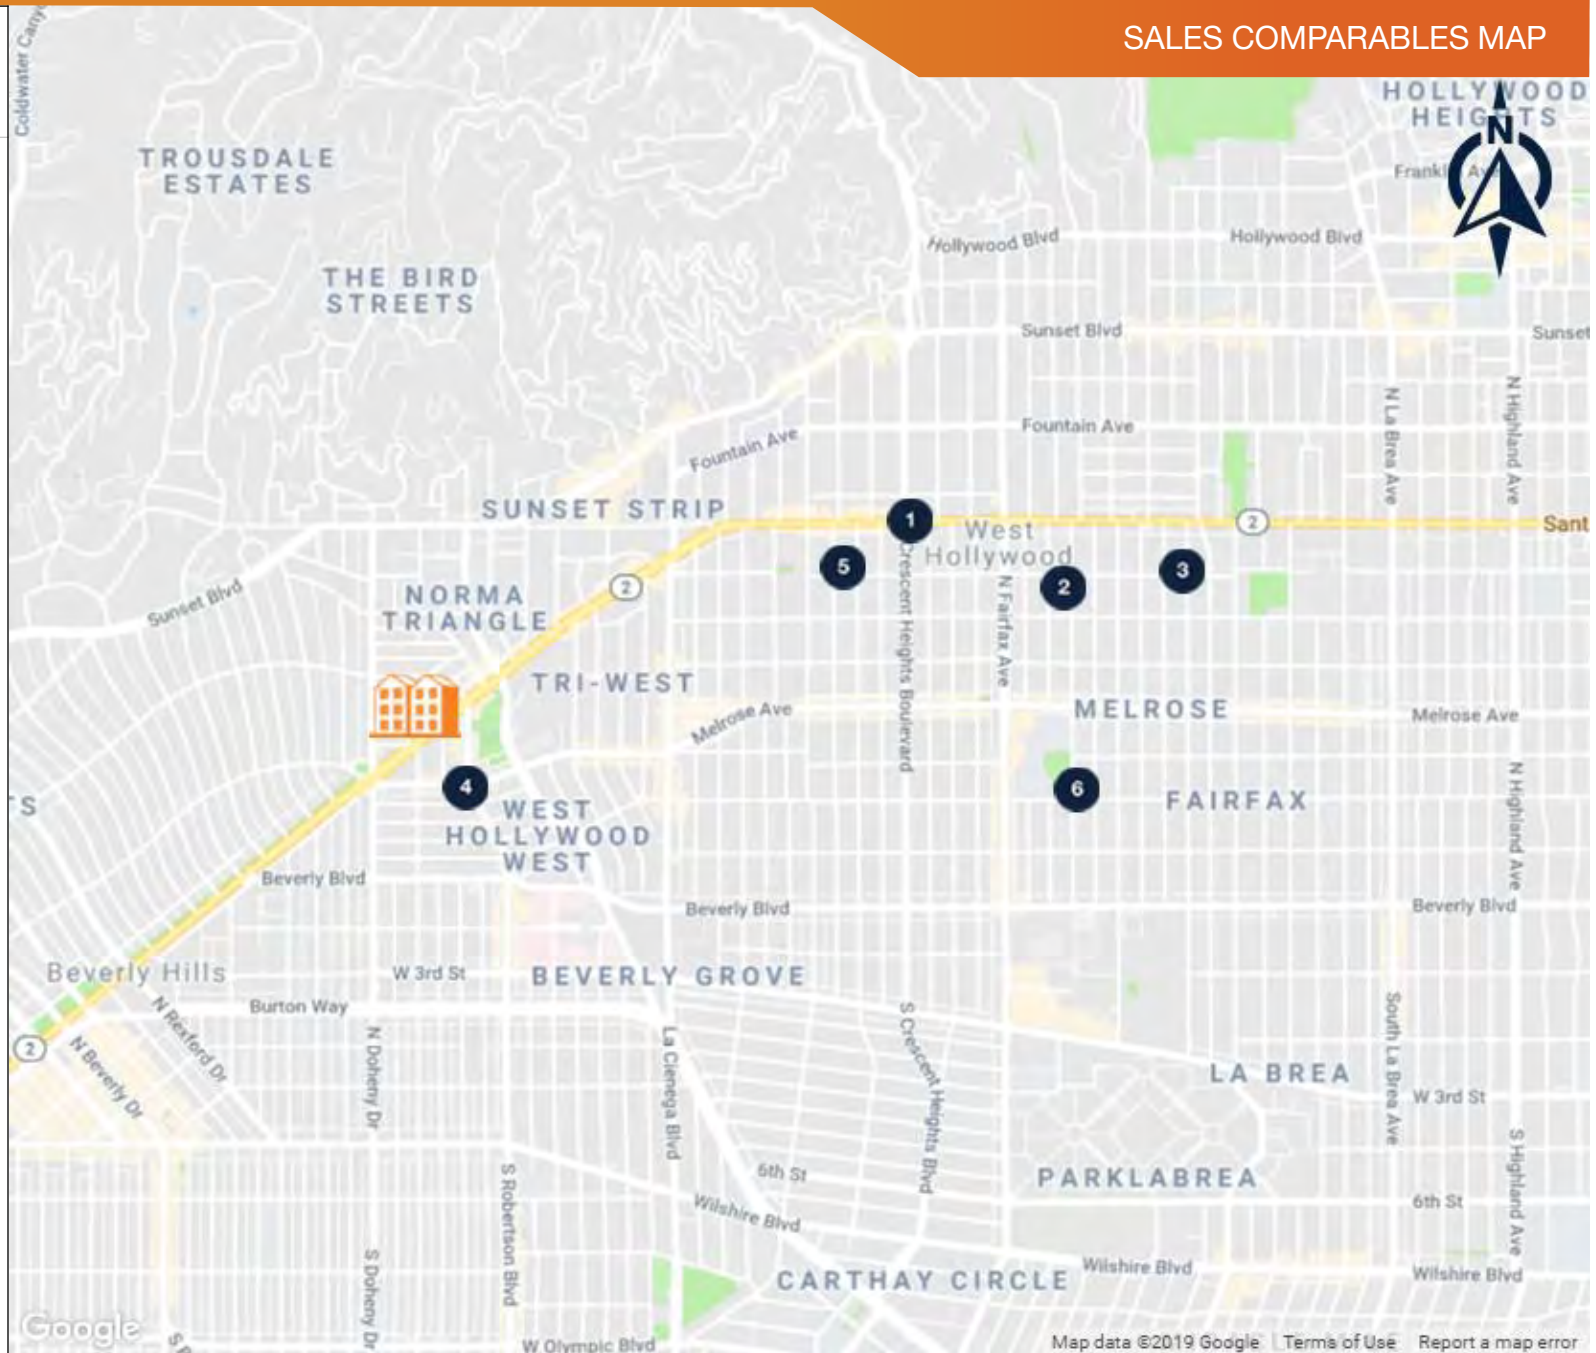 SALES COMPARABLES MAP
Coldwater Canyo
HOLLYWOOD
HEIGHTS
N
TROUSDALE
ESTATES
Franklin Ave
Hollywood Blvd
Hollywood Blvd
THE BIRD
STREETS
Sunset Blvd
Sunset
N La Brea Ave
N Highland Ave
Fountain Ave
Fountain Ave
SUNSET STRIP
1
2
Sant
West
Hollywood
5
2
3
2
Sunset Blvd
NORMA
TRIANGLE
Crescent Heights Boulevard
N Fairfax Ave
TRI-WEST
Melrose Ave
MELROSE
Melrose Ave
4
6
FAIRFAX
N Highland Ave
TS
WEST
HOLLYWOOD
WEST
Beverly Blvd
Beverly Blvd
Beverly Blvd
Beverly Hills
W 3rd St
BEVERLY GROVE
Burton Way
N Rexford Dr
2
N Beverly Dr
N Doheny Dr
La Cienega Blvd
S Crescent Heights Blvd
South La Brea Ave
LA BREA
W 3rd St
6th St
PARKLABREA
6th St
S Highland Ave
S Robertson Blvd
Wilshire Blvd
S Doheny Dr
CARTHAY CIRCLE
Wilshire Blvd
Wilshire Blvd
Google
W Olympic Blvd
Map data ©2019 Google
Terms of Use
Report a map error